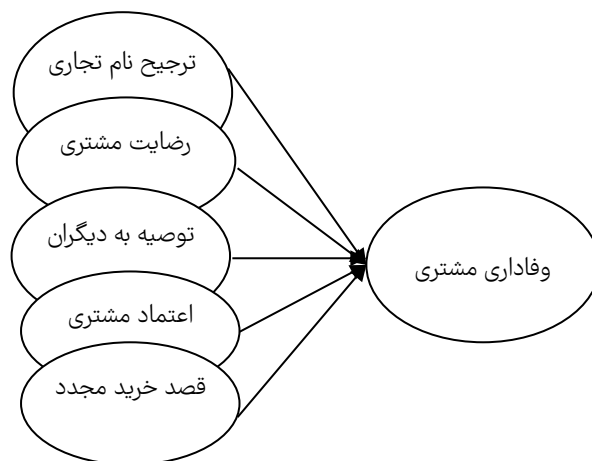 ترجیح نام تجاری
رضایت مشتری
توصیه به دیگران
اعتماد مشتری
قصد خرید مجدد
وفاداری مشتری